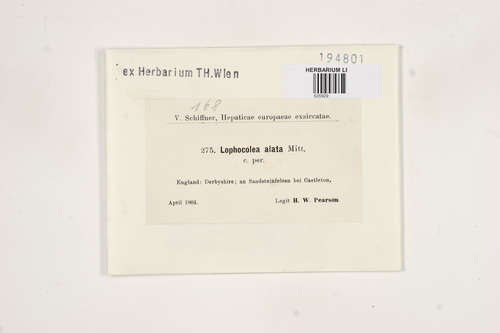 194801
ex Herbarium TH.Wien
HERBARIUM LI
168
V. Schiffner, Hepaticae europaeae exsiccatae.
275. Lophocolea alata Mitt,
c. per.
England: Derbyshire; an Sandsteinfelsen bei Castleton,
April 1904. Legit H. W. Pearson.